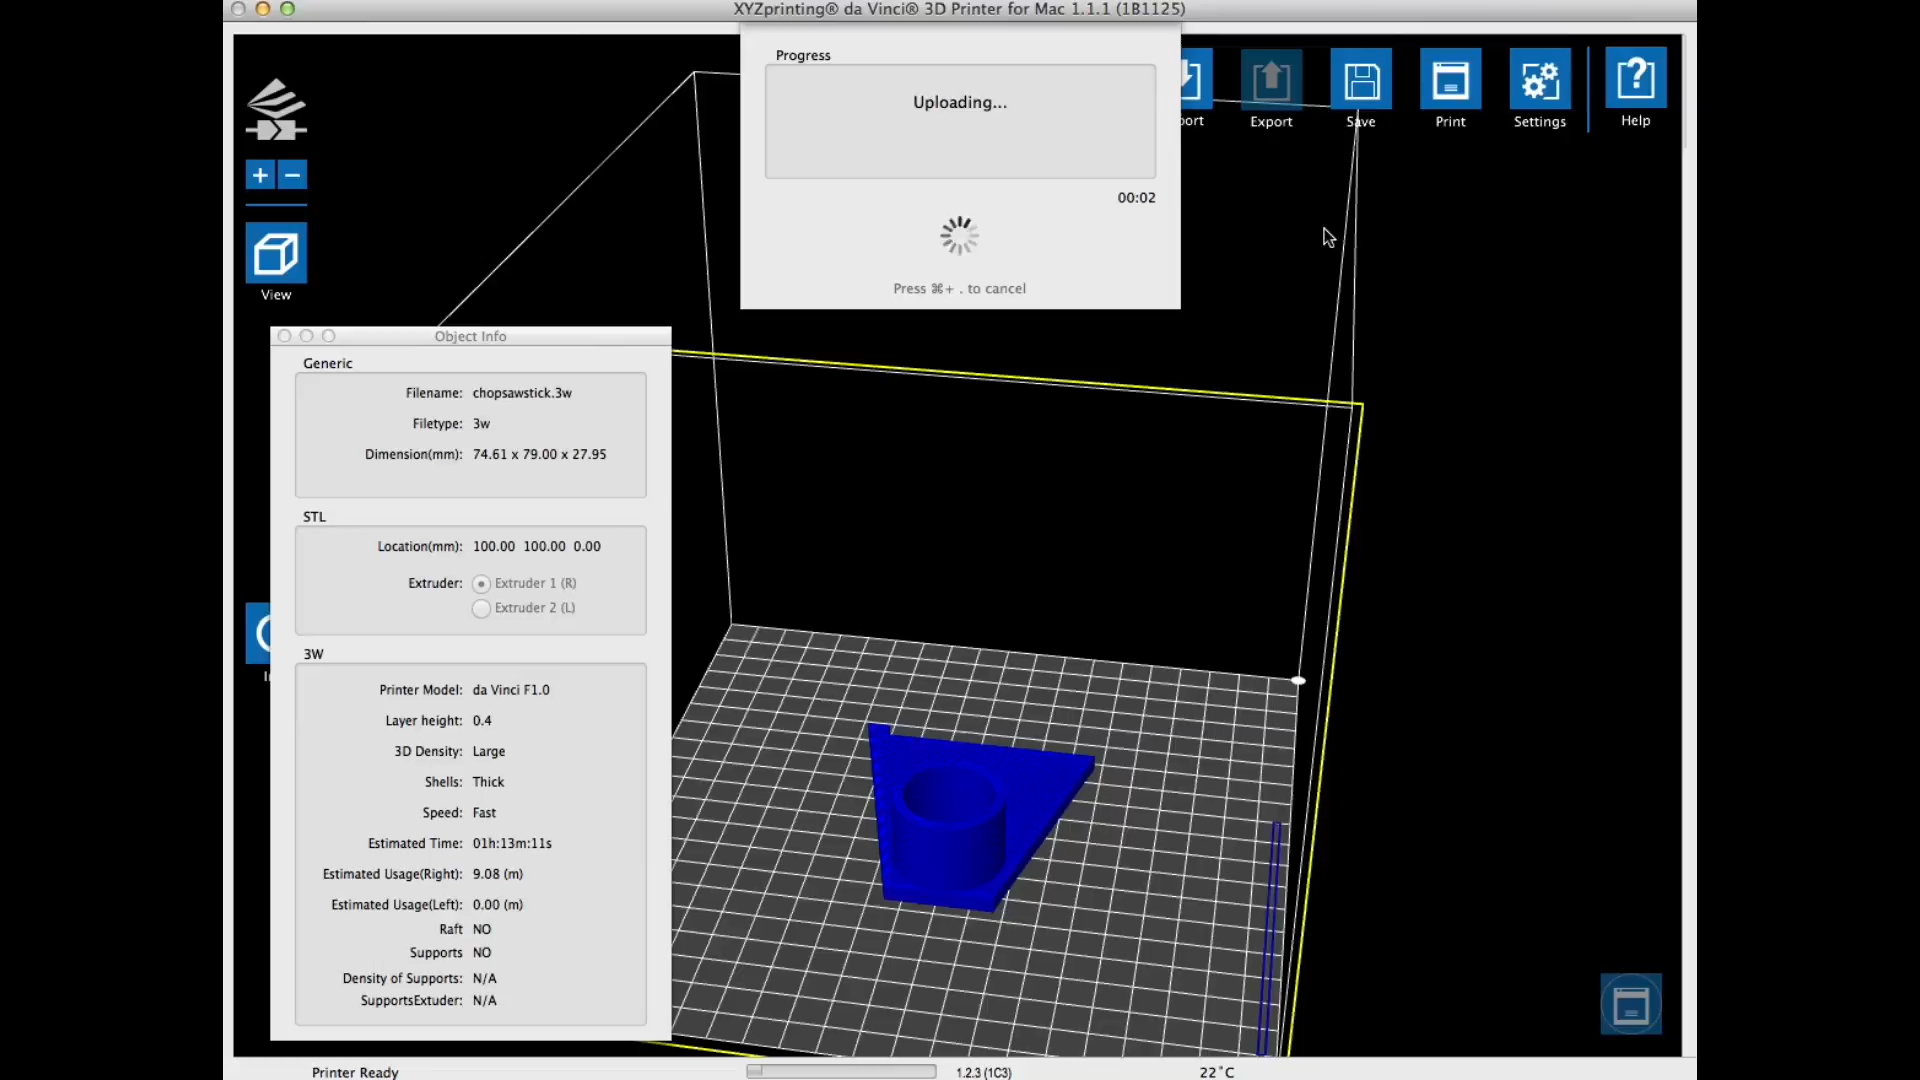 XYZprinting® da Vinci® 3D Printer for Mac 1.1.1 (1B1125)
Progress
Uploading...
00:02
Press ⌘+ . to cancel
port
Export
Save
Print
Settings
Help
+ −
View
Object Info
Generic
Filename: chopsawstick.3w
Filetype: 3w
Dimension(mm): 74.61 x 79.00 x 27.95
STL
Location(mm): 100.00 100.00 0.00
Extruder: Extruder 1 (R)
Extruder 2 (L)
3W
Printer Model: da Vinci F1.0
Layer height: 0.4
3D Density: Large
Shells: Thick
Speed: Fast
Estimated Time: 01h:13m:11s
Estimated Usage(Right): 9.08 (m)
Estimated Usage(Left): 0.00 (m)
Raft NO
Supports NO
Density of Supports: N/A
SupportsExtuder: N/A
Printer Ready
1.2.3 (1C3)
22°C